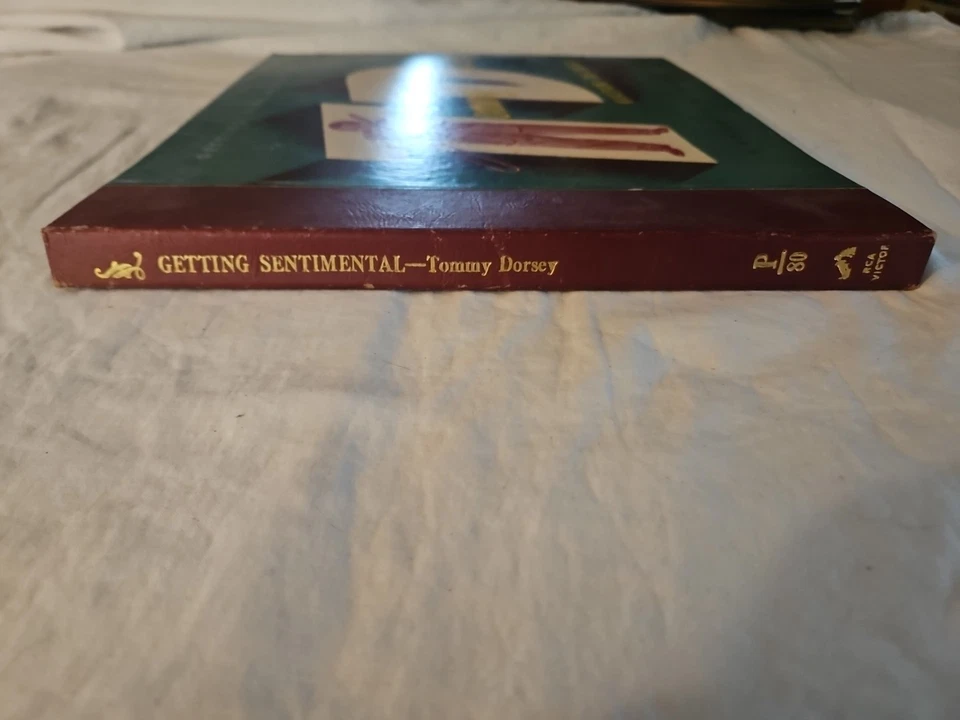 GETTING SENTIMENTAL—Tommy Dorsey
P
80
RCA
VICTOR